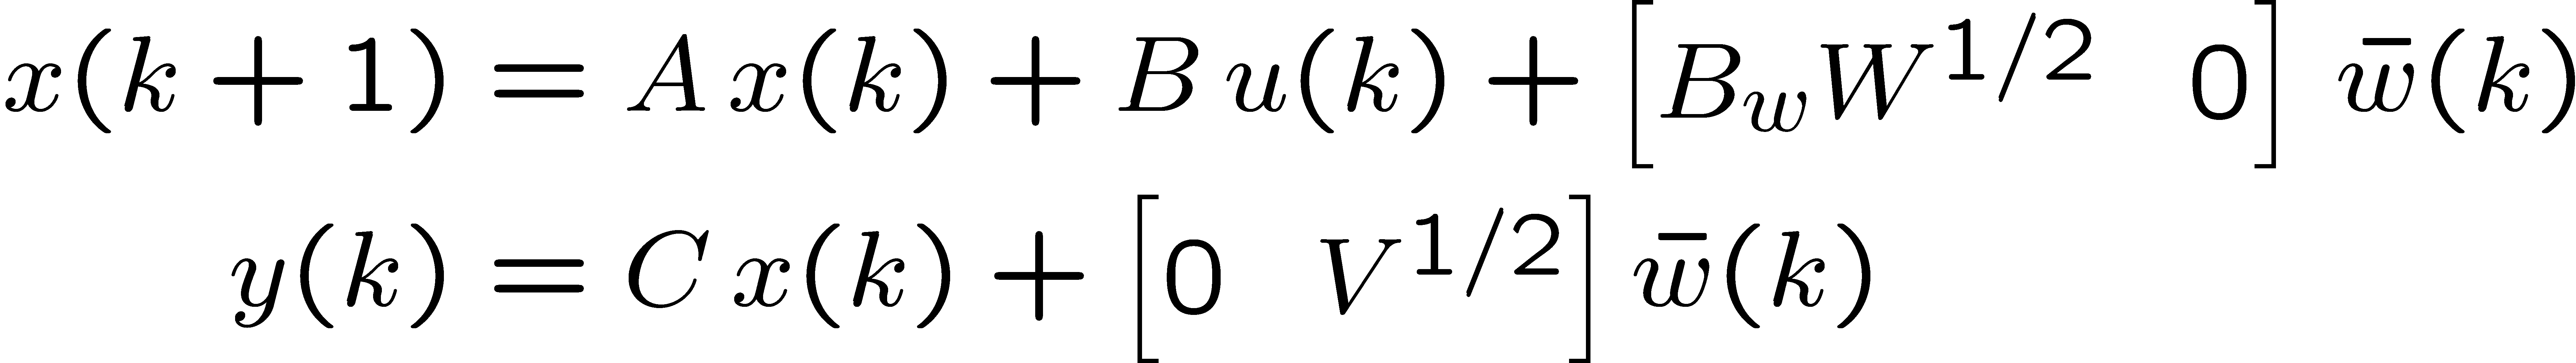 x(k + 1) = A x(k) + B u(k) + [B_w W^{1/2} 0] w̄(k)
y(k) = C x(k) + [0 V^{1/2}] w̄(k)